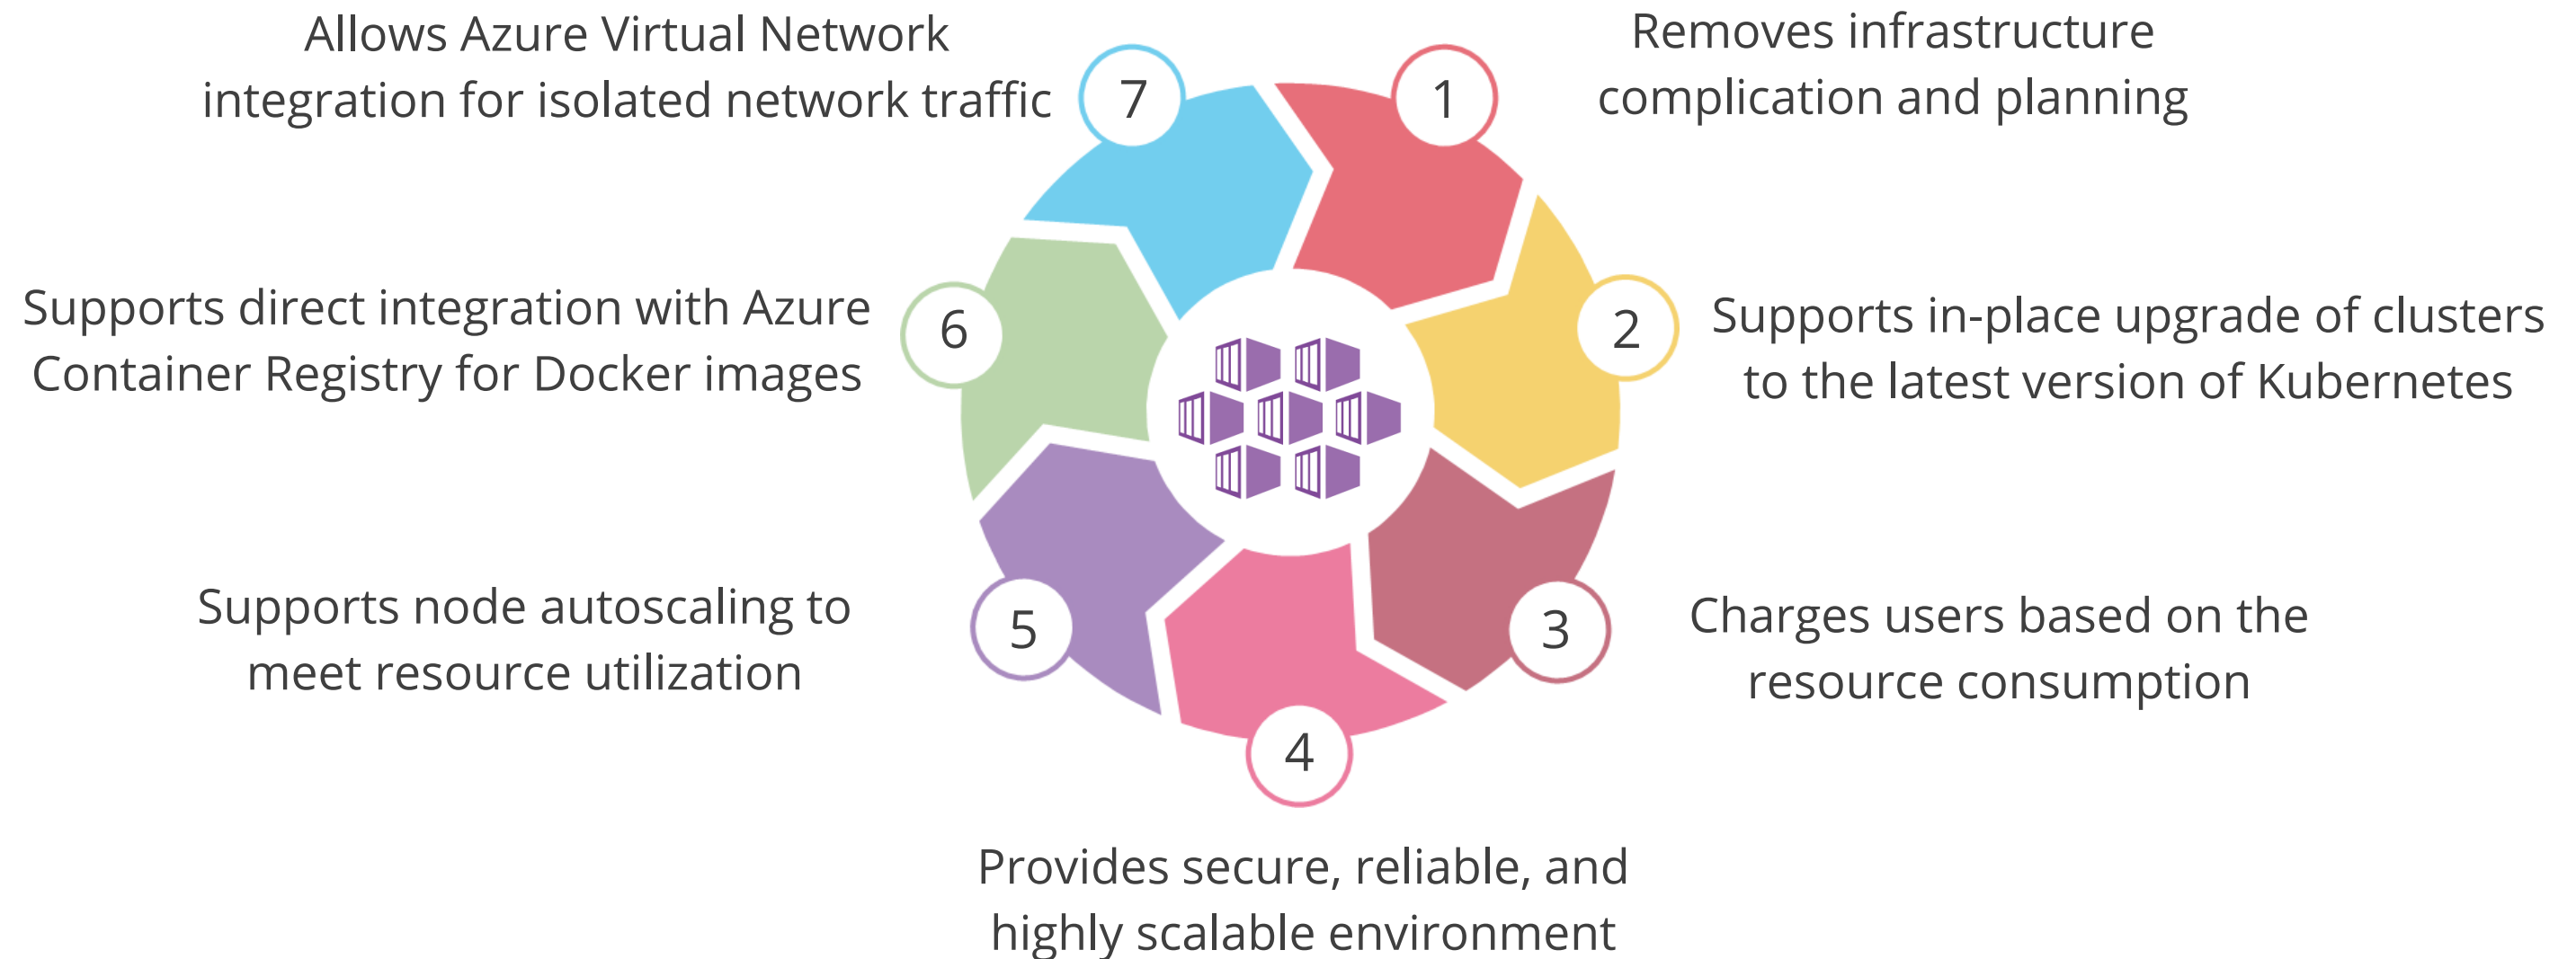 1
Removes infrastructure
complication and planning
2
Supports in-place upgrade of clusters
to the latest version of Kubernetes
3
Charges users based on the
resource consumption
4
Provides secure, reliable, and
highly scalable environment
5
Supports node autoscaling to
meet resource utilization
6
Supports direct integration with Azure
Container Registry for Docker images
7
Allows Azure Virtual Network
integration for isolated network traffic